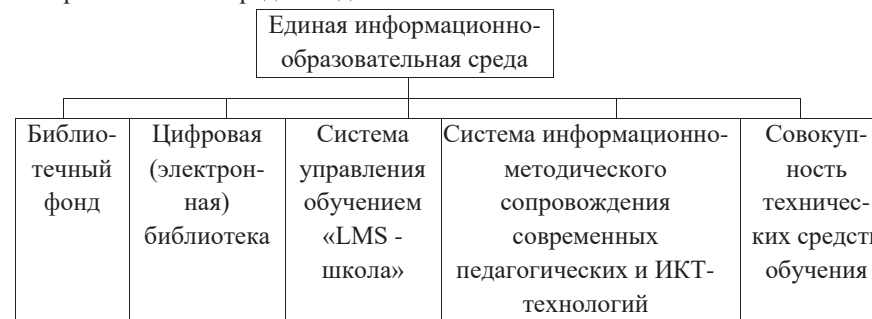 Единая информационно-
образовательная среда
Библио-
течный
фонд
Цифровая
(электрон-
ная)
библиотека
Система
управления
обучением
«LMS -
школа»
Система информационно-
методического
сопровождения
современных
педагогических и ИКТ-
технологий
Совокуп-
ность
техничес-
ких средств
обучения